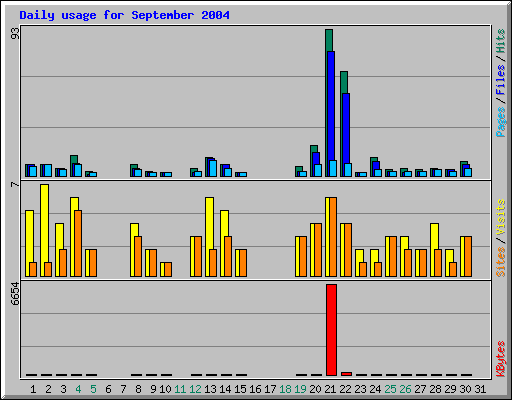 Daily usage for September 2004
93
7
6654
Pages / Files / Hits
Sites / Visits
KBytes
1 2 3 4 5 6 7 8 9 10 11 12 13 14 15 16 17 18 19 20 21 22 23 24 25 26 27 28 29 30 31